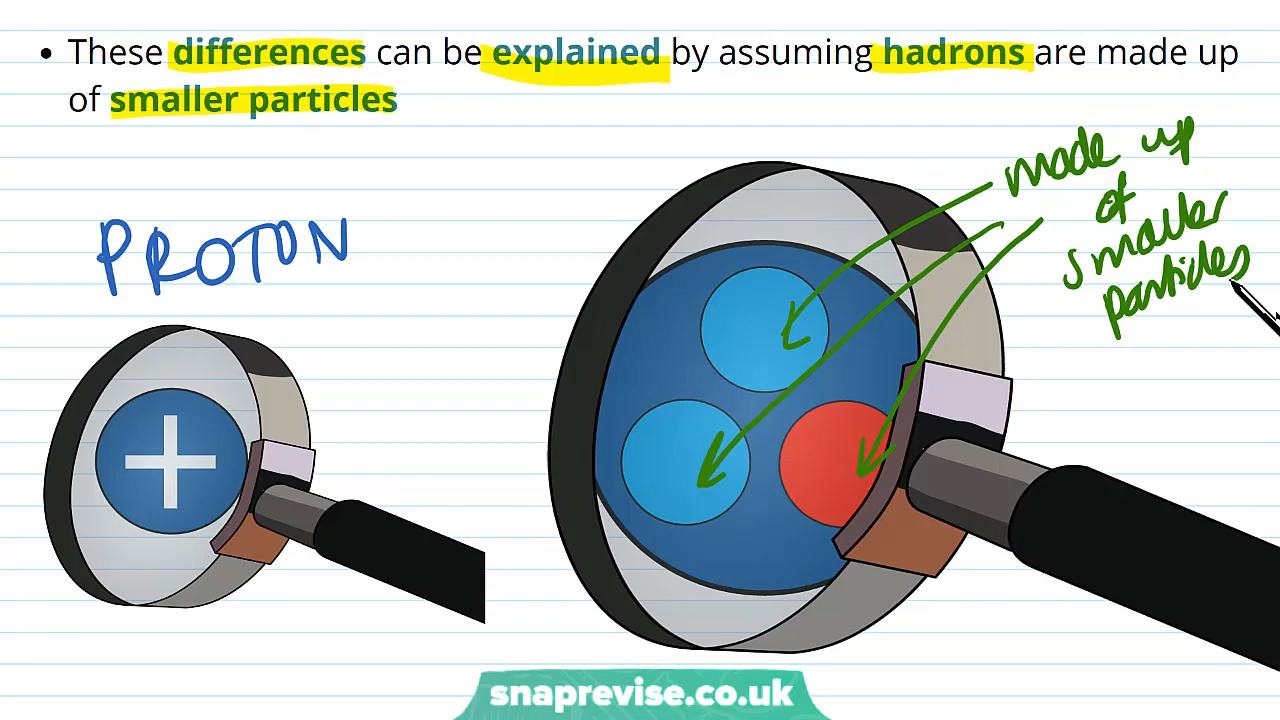 • These differences can be explained by assuming hadrons are made up
of smaller particles
PROTON
made up
of
smaller
particles
snaprevise.co.uk